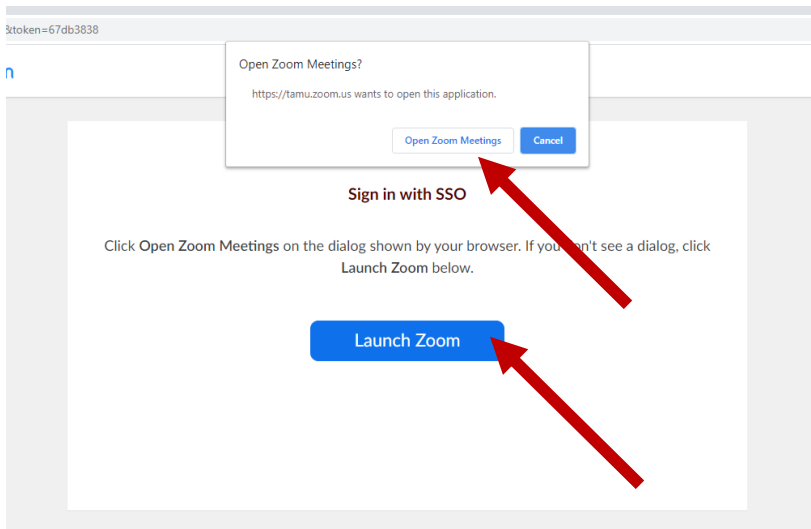 &token=67db3838
Open Zoom Meetings?
https://tamu.zoom.us wants to open this application.
Open Zoom Meetings
Cancel
Sign in with SSO
Click Open Zoom Meetings on the dialog shown by your browser. If you don't see a dialog, click
Launch Zoom below.
Launch Zoom